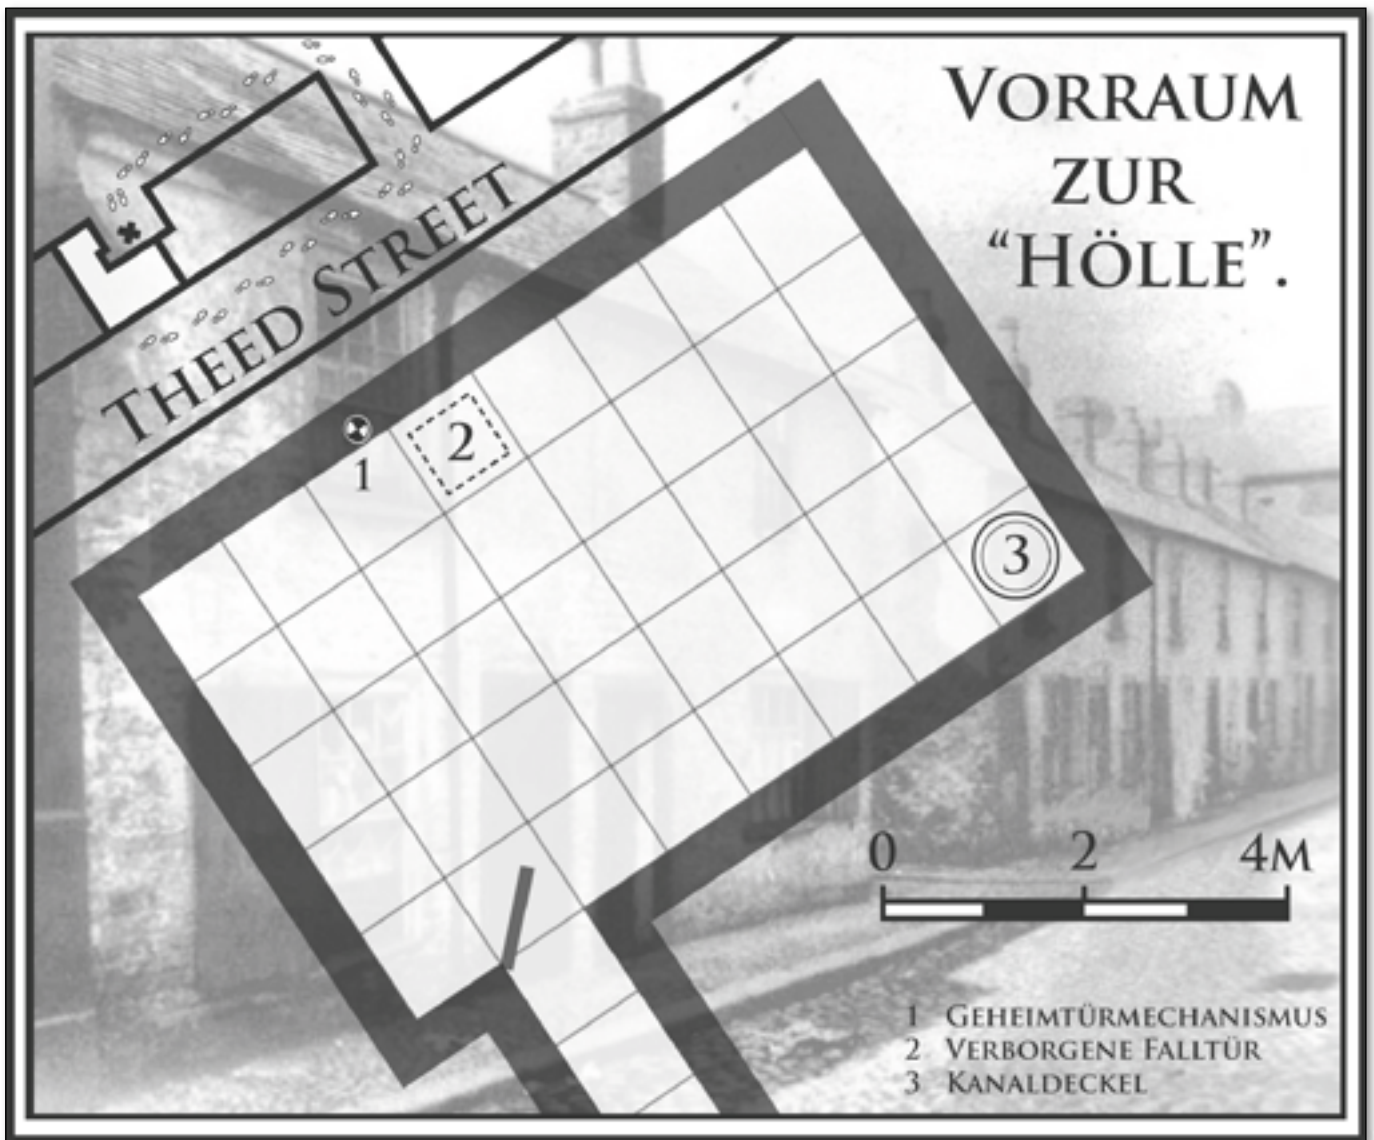 VORRAUM
ZUR
“HÖLLE”.
THEED STREET
1
2
3
0 2 4M
1 GEHEIMTÜRMECHANISMUS
2 VERBORGENE FALLTÜR
3 KANALDECKEL